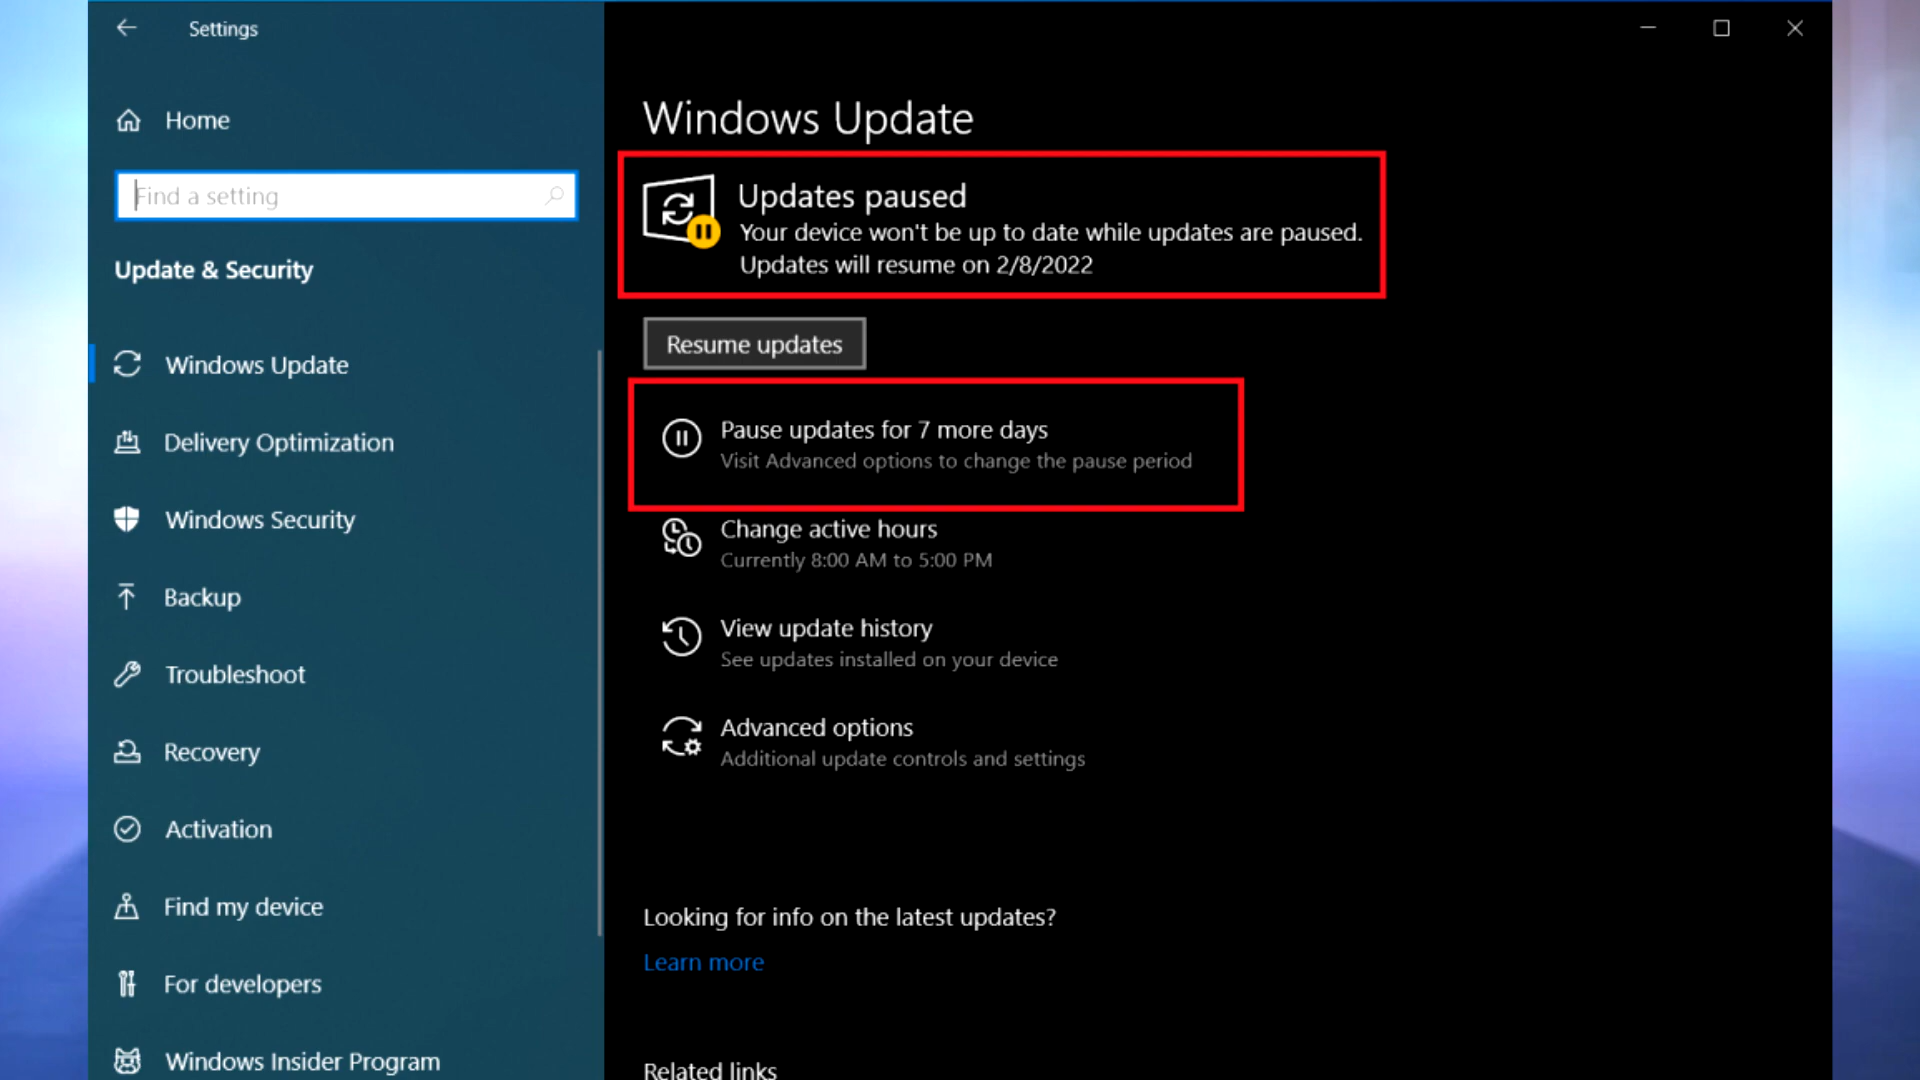 Settings
Home
Find a setting
Update & Security
Windows Update
Delivery Optimization
Windows Security
Backup
Troubleshoot
Recovery
Activation
Find my device
For developers
Windows Insider Program
Windows Update
Updates paused
Your device won't be up to date while updates are paused.
Updates will resume on 2/8/2022
Resume updates
Pause updates for 7 more days
Visit Advanced options to change the pause period
Change active hours
Currently 8:00 AM to 5:00 PM
View update history
See updates installed on your device
Advanced options
Additional update controls and settings
Looking for info on the latest updates?
Learn more
Related links